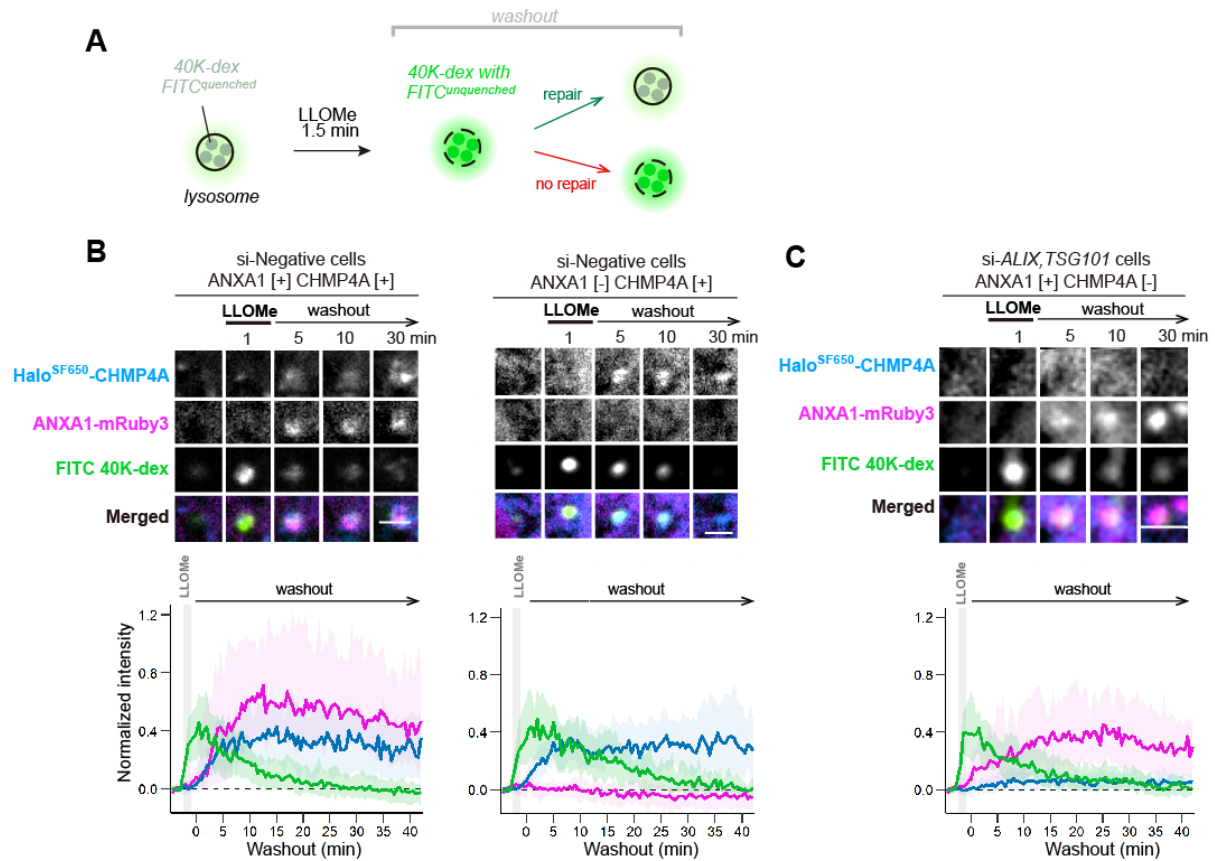 A
washout
40K-dex
FITCquenched
40K-dex with
FITCunquenched
LLOMe
1.5 min
repair
no repair
lysosome
B
si-Negative cells
ANXA1 [+] CHMP4A [+]
LLOMe
washout
1 5 10 30 min
HaloSF650-CHMP4A
ANXA1-mRuby3
FITC 40K-dex
Merged
si-Negative cells
ANXA1 [-] CHMP4A [+]
LLOMe
washout
1 5 10 30 min
C
si-ALIX,TSG101 cells
ANXA1 [+] CHMP4A [-]
LLOMe
washout
1 5 10 30 min
HaloSF650-CHMP4A
ANXA1-mRuby3
FITC 40K-dex
Merged
LLOMe
washout
Normalized intensity
1.2
0.8
0.4
0.0
0 5 10 15 20 25 30 35 40
Washout (min)
LLOMe
washout
1.2
0.8
0.4
0.0
0 5 10 15 20 25 30 35 40
Washout (min)
LLOMe
washout
1.2
0.8
0.4
0.0
0 5 10 15 20 25 30 35 40
Washout (min)